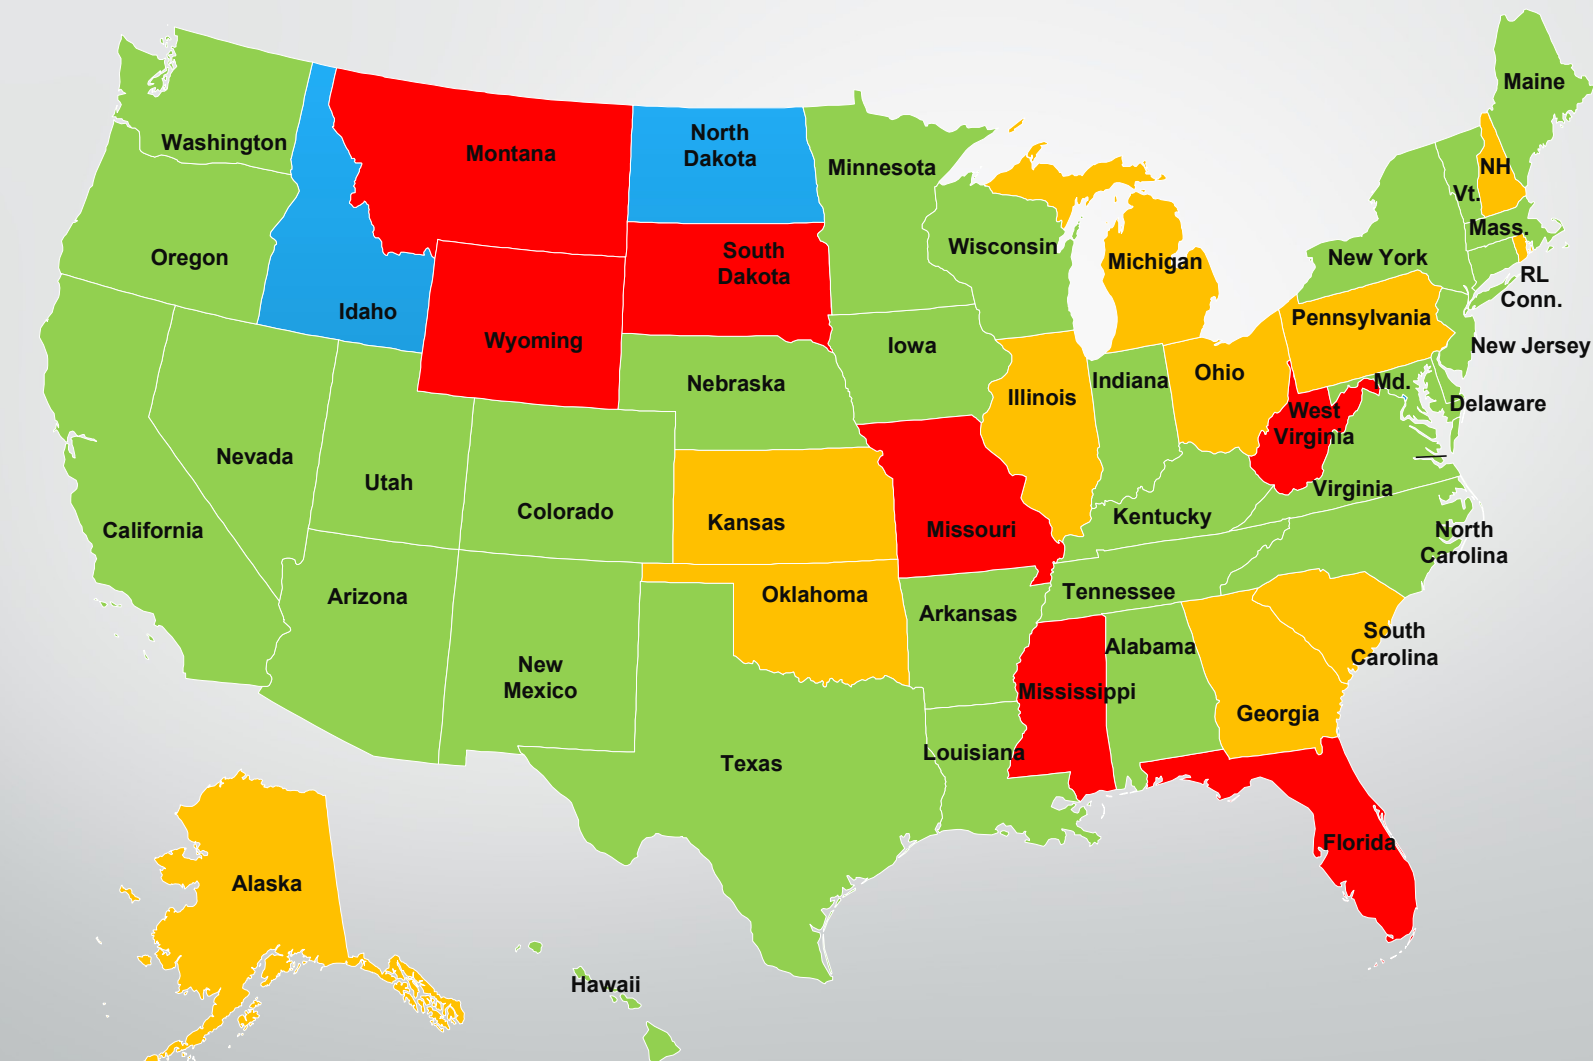 Maine
Washington
Montana
North
Dakota
Minnesota
NH
Vt.
Mass.
Oregon
South
Dakota
Wisconsin
Michigan
New York
RL
Conn.
Idaho
Wyoming
Pennsylvania
Iowa
New Jersey
Nebraska
Indiana
Ohio
Md.
Illinois
Delaware
West
Virginia
Nevada
Utah
Colorado
Virginia
California
Kansas
Missouri
Kentucky
North
Carolina
Arizona
Oklahoma
Arkansas
Tennessee
South
Carolina
New
Mexico
Alabama
Mississippi
Georgia
Texas
Louisiana
Florida
Alaska
Hawaii